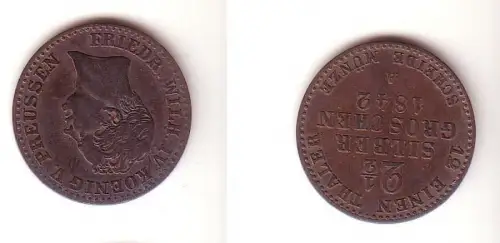 FRIEDR. WILH. IV KOENIG V. PREUSSEN
12 EINEN THALER
2½
SILBER
GROSCHEN
1842
A
SCHEIDE MÜNZE